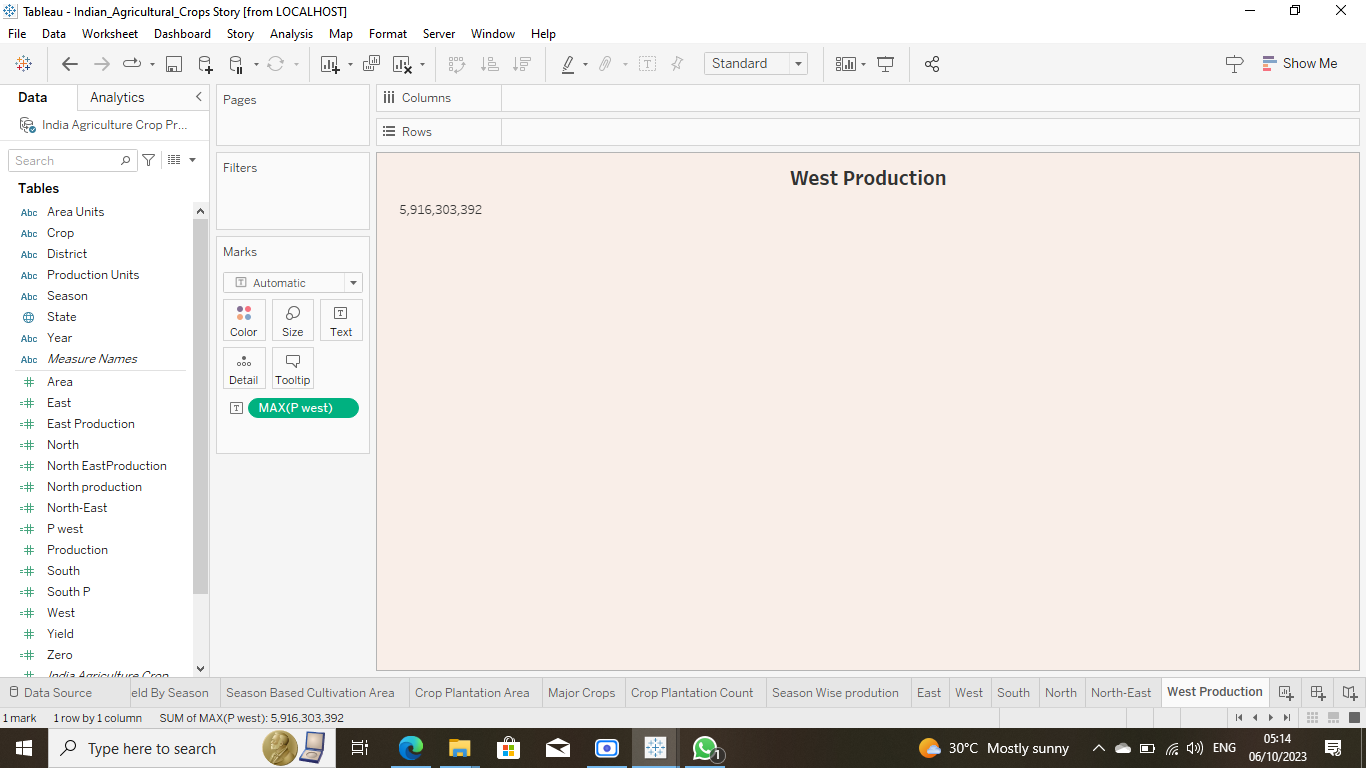 Tableau - Indian_Agricultural_Crops Story [from LOCALHOST]
File Data Worksheet Dashboard Story Analysis Map Format Server Window Help
Standard
Show Me
Data Analytics
India Agriculture Crop Pr...
Search
Tables
Abc Area Units
Abc Crop
Abc District
Abc Production Units
Abc Season
State
Abc Year
Abc Measure Names
Area
East
East Production
North
North EastProduction
North production
North-East
P west
Production
South
South P
West
Yield
Zero
India Agriculture Crop
Pages
Filters
Marks
T Automatic
Color Size Text
Detail Tooltip
T MAX(P west)
Columns
Rows
West Production
5,916,303,392
Data Source eld By Season Season Based Cultivation Area Crop Plantation Area Major Crops Crop Plantation Count Season Wise prodution East West South North North-East West Production
1 mark 1 row by 1 column SUM of MAX(P west): 5,916,303,392
Type here to search
1
30°C Mostly sunny
ENG
05:14
06/10/2023